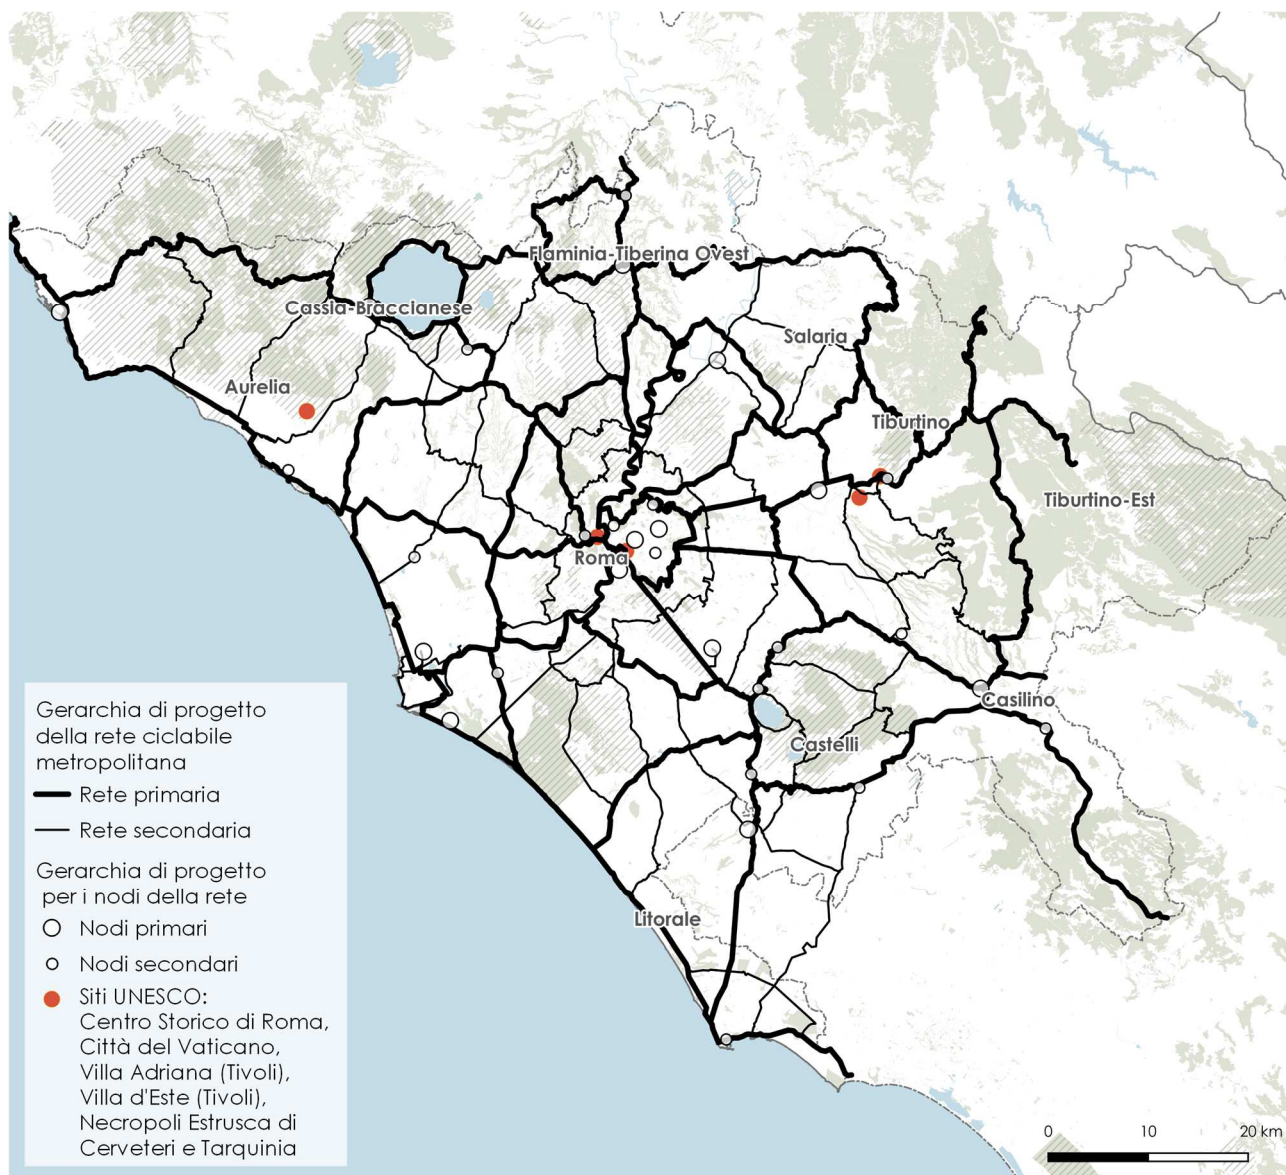 Flaminia-Tiberina Ovest
Cassia-Braccianese
Salaria
Aurelia
Tiburtino
Tiburtino-Est
Roma
Casilino
Castelli
Litorale
Gerarchia di progetto
della rete ciclabile
metropolitana
Rete primaria
Rete secondaria
Gerarchia di progetto
per i nodi della rete
Nodi primari
Nodi secondari
Siti UNESCO:
Centro Storico di Roma,
Città del Vaticano,
Villa Adriana (Tivoli),
Villa d'Este (Tivoli),
Necropoli Estrusca di
Cerveteri e Tarquinia
0 10 20 km